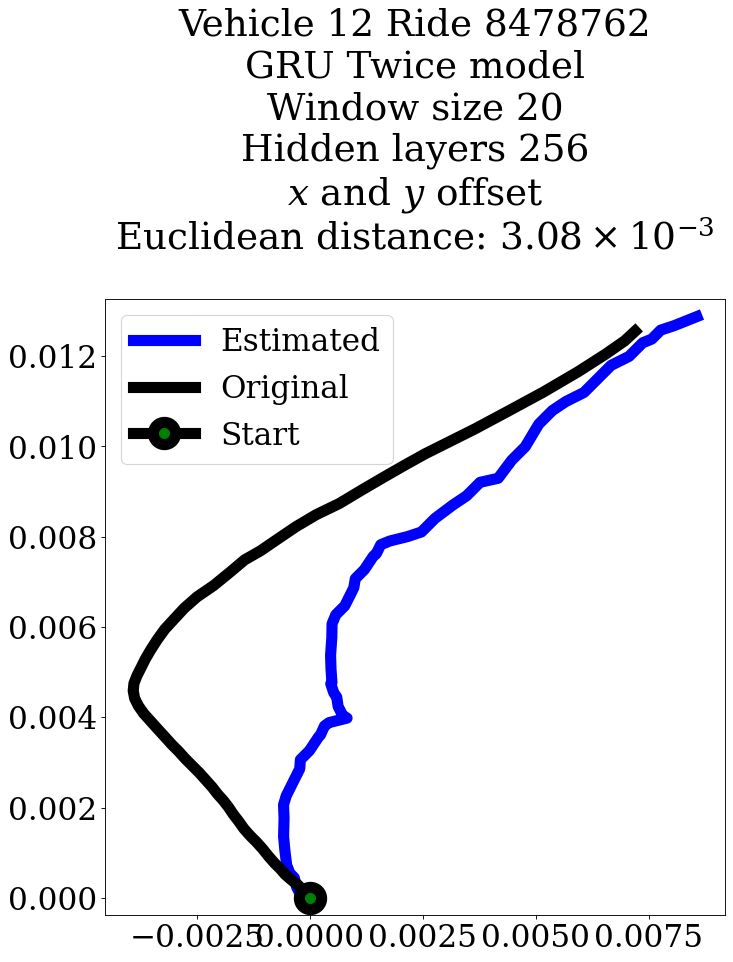 Vehicle 12 Ride 8478762
GRU Twice model
Window size 20
Hidden layers 256
x and y offset
Euclidean distance: 3.08 × 10⁻³
Estimated
Original
Start
0.012
0.010
0.008
0.006
0.004
0.002
0.000
−0.0025 0.0000 0.0025 0.0050 0.0075